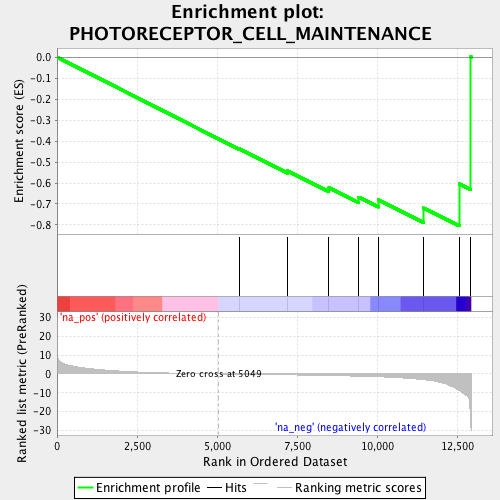 Enrichment plot:
PHOTORECEPTOR_CELL_MAINTENANCE
Enrichment score (ES)
0.0
-0.1
-0.2
-0.3
-0.4
-0.5
-0.6
-0.7
-0.8
Ranked list metric (PreRanked)
30
20
10
0
-10
-20
-30
'na_pos' (positively correlated)
Zero cross at 5049
'na_neg' (negatively correlated)
0
2,500
5,000
7,500
10,000
12,500
Rank in Ordered Dataset
Enrichment profile
Hits
Ranking metric scores